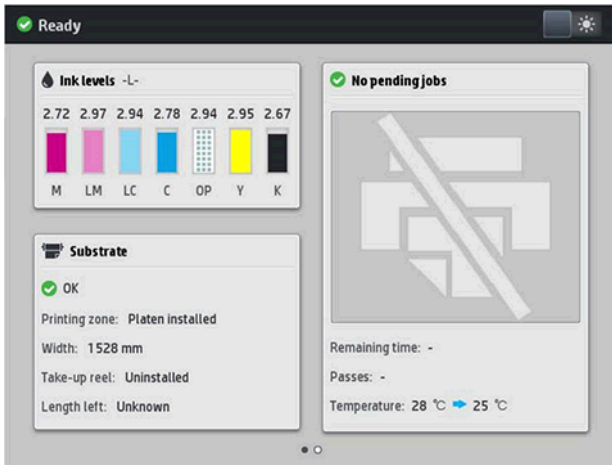 Ready
Ink levels -L-
2.72 2.97 2.94 2.78 2.94 2.95 2.67
M LM LC C OP Y K
Substrate
OK
Printing zone: Platen installed
Width: 1528 mm
Take-up reel: Uninstalled
Length left: Unknown
No pending jobs
Remaining time: -
Passes: -
Temperature: 28 °C ➡ 25 °C